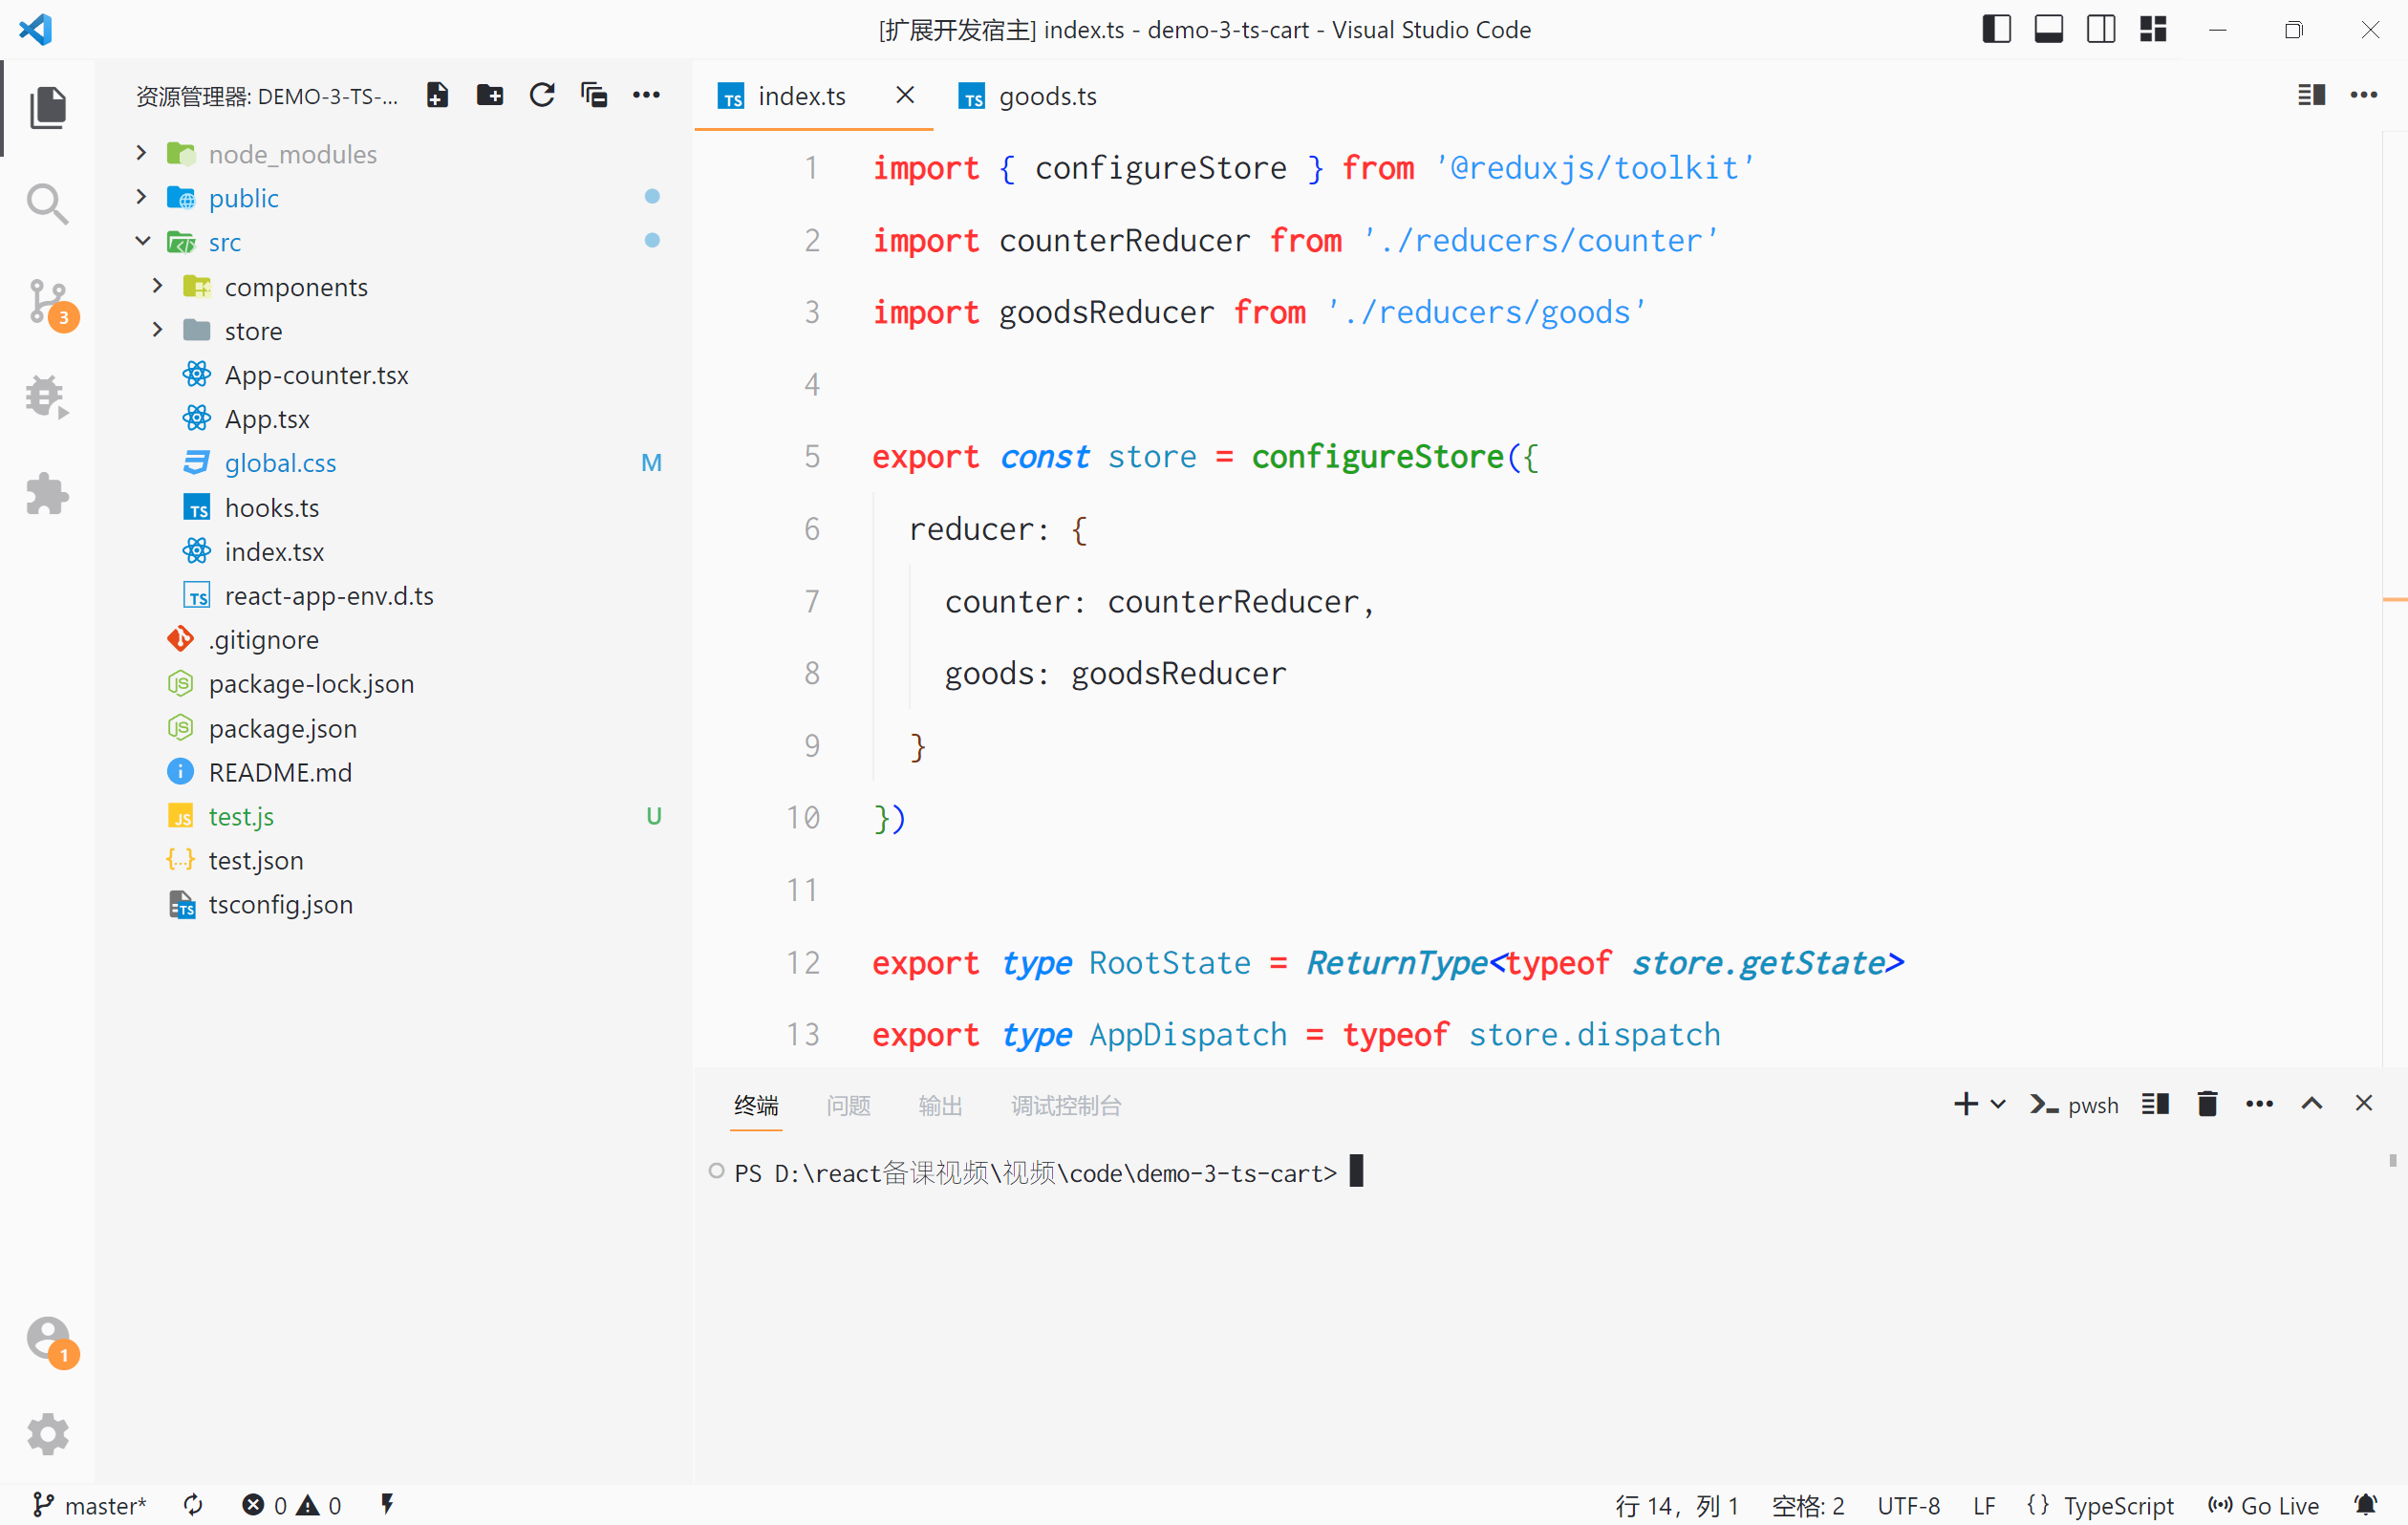 [扩展开发宿主] index.ts - demo-3-ts-cart - Visual Studio Code
资源管理器: DEMO-3-TS-...
node_modules
public
src
components
store
App-counter.tsx
App.tsx
global.css M
hooks.ts
index.tsx
react-app-env.d.ts
.gitignore
package-lock.json
package.json
README.md
test.js U
test.json
tsconfig.json
3
1
index.ts goods.ts
1 import { configureStore } from '@reduxjs/toolkit'
2 import counterReducer from './reducers/counter'
3 import goodsReducer from './reducers/goods'
4
5 export const store = configureStore({
6 reducer: {
7 counter: counterReducer,
8 goods: goodsReducer
9 }
10 })
11
12 export type RootState = ReturnType<typeof store.getState>
13 export type AppDispatch = typeof store.dispatch
终端 问题 输出 调试控制台 pwsh
PS D:\react备课视频\视频\code\demo-3-ts-cart>
master* 0 0 行 14，列 1 空格: 2 UTF-8 LF {} TypeScript Go Live